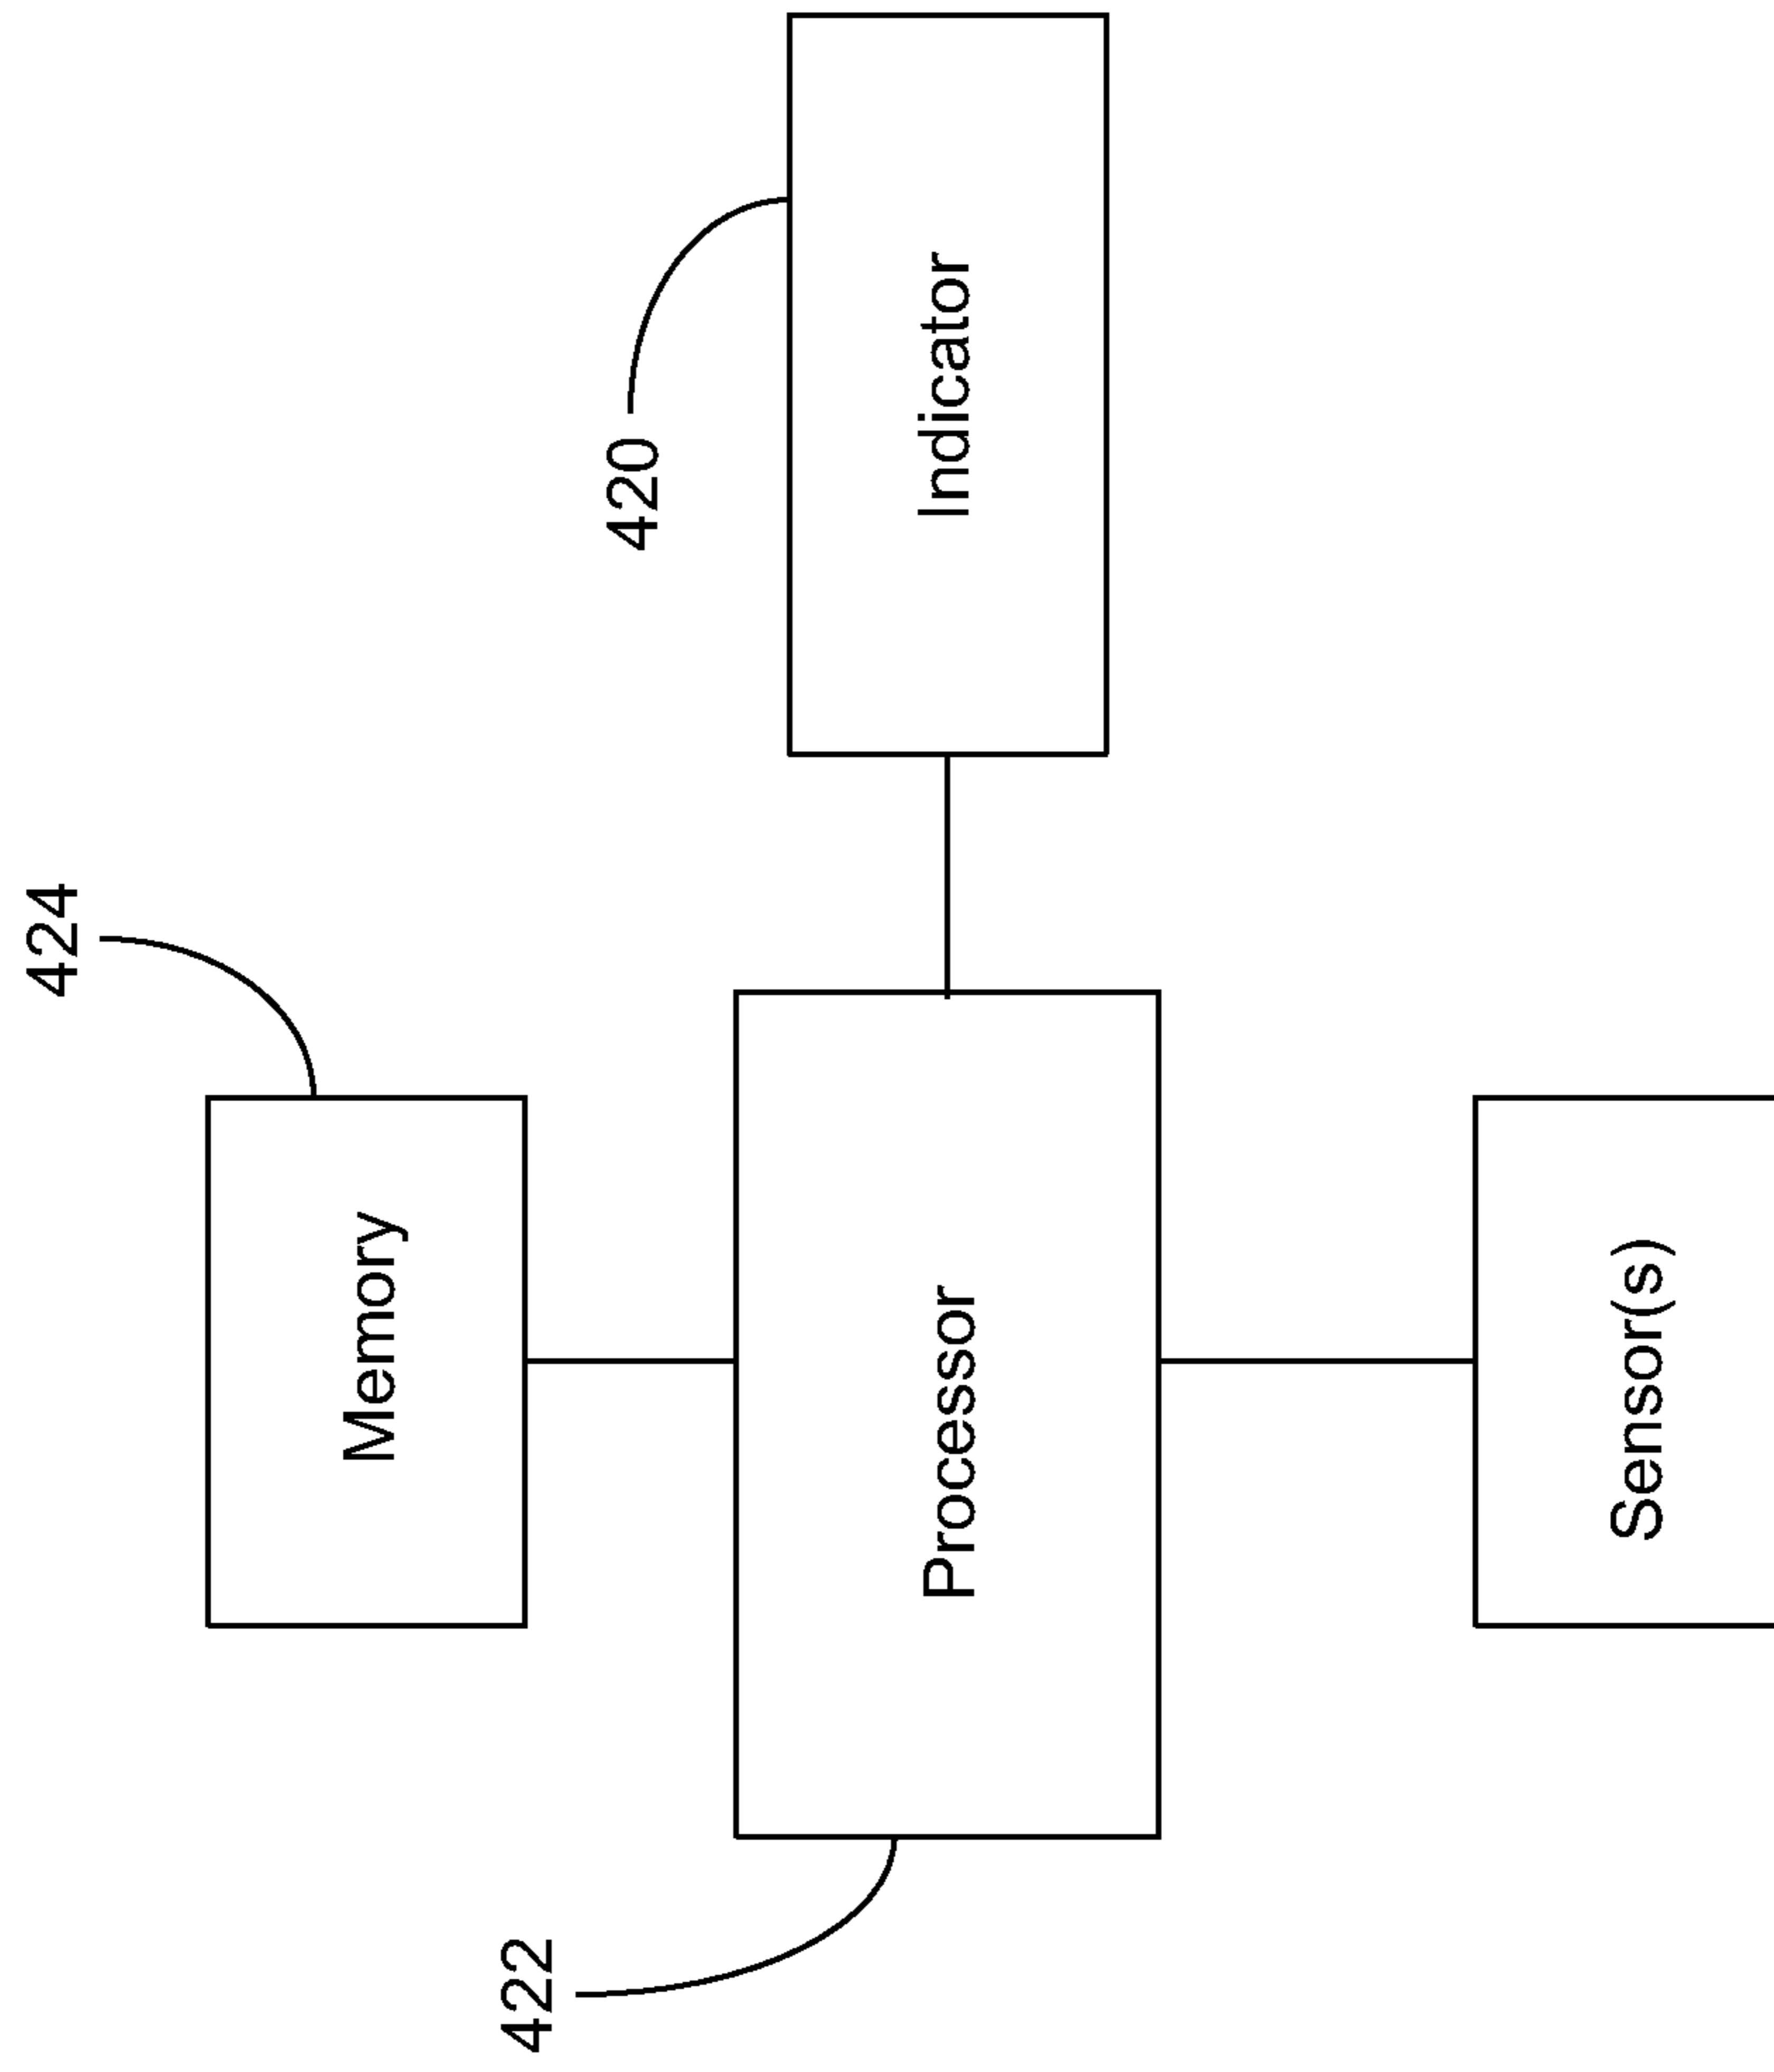 424
Memory
420
422
Processor
Indicator
Sensor(s)